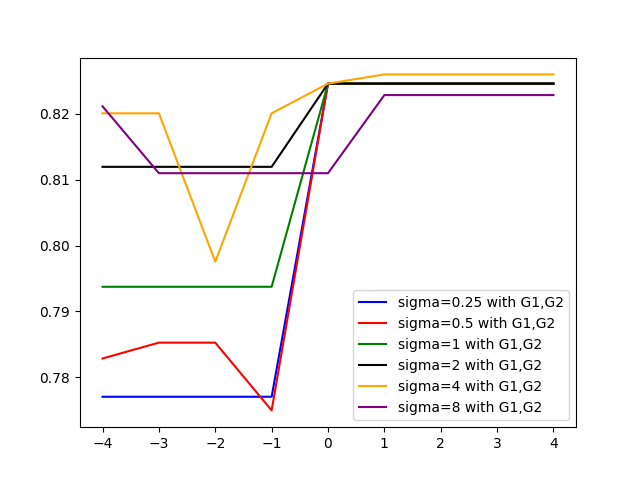 0.82
0.81
0.80
0.79
0.78
−4 −3 −2 −1 0 1 2 3 4
sigma=0.25 with G1,G2
sigma=0.5 with G1,G2
sigma=1 with G1,G2
sigma=2 with G1,G2
sigma=4 with G1,G2
sigma=8 with G1,G2